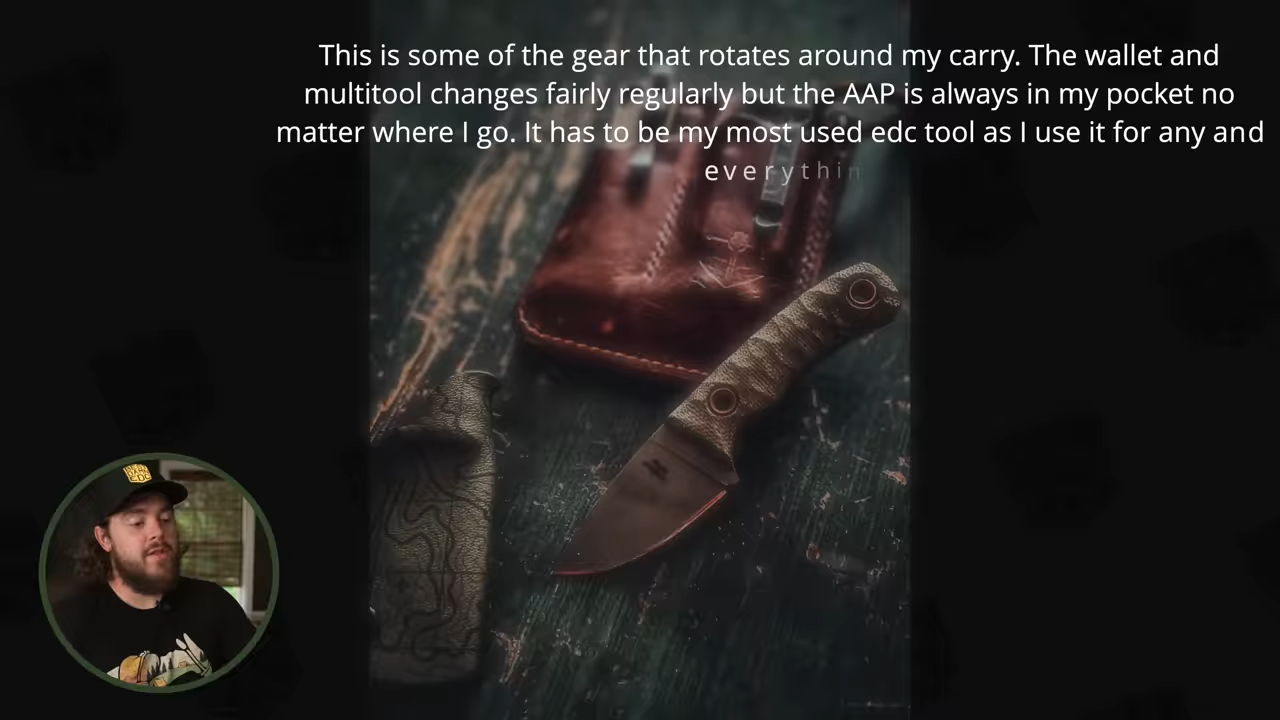 This is some of the gear that rotates around my carry. The wallet and
multitool changes fairly regularly but the AAP is always in my pocket no
matter where I go. It has to be my most used edc tool as I use it for any and
everythin